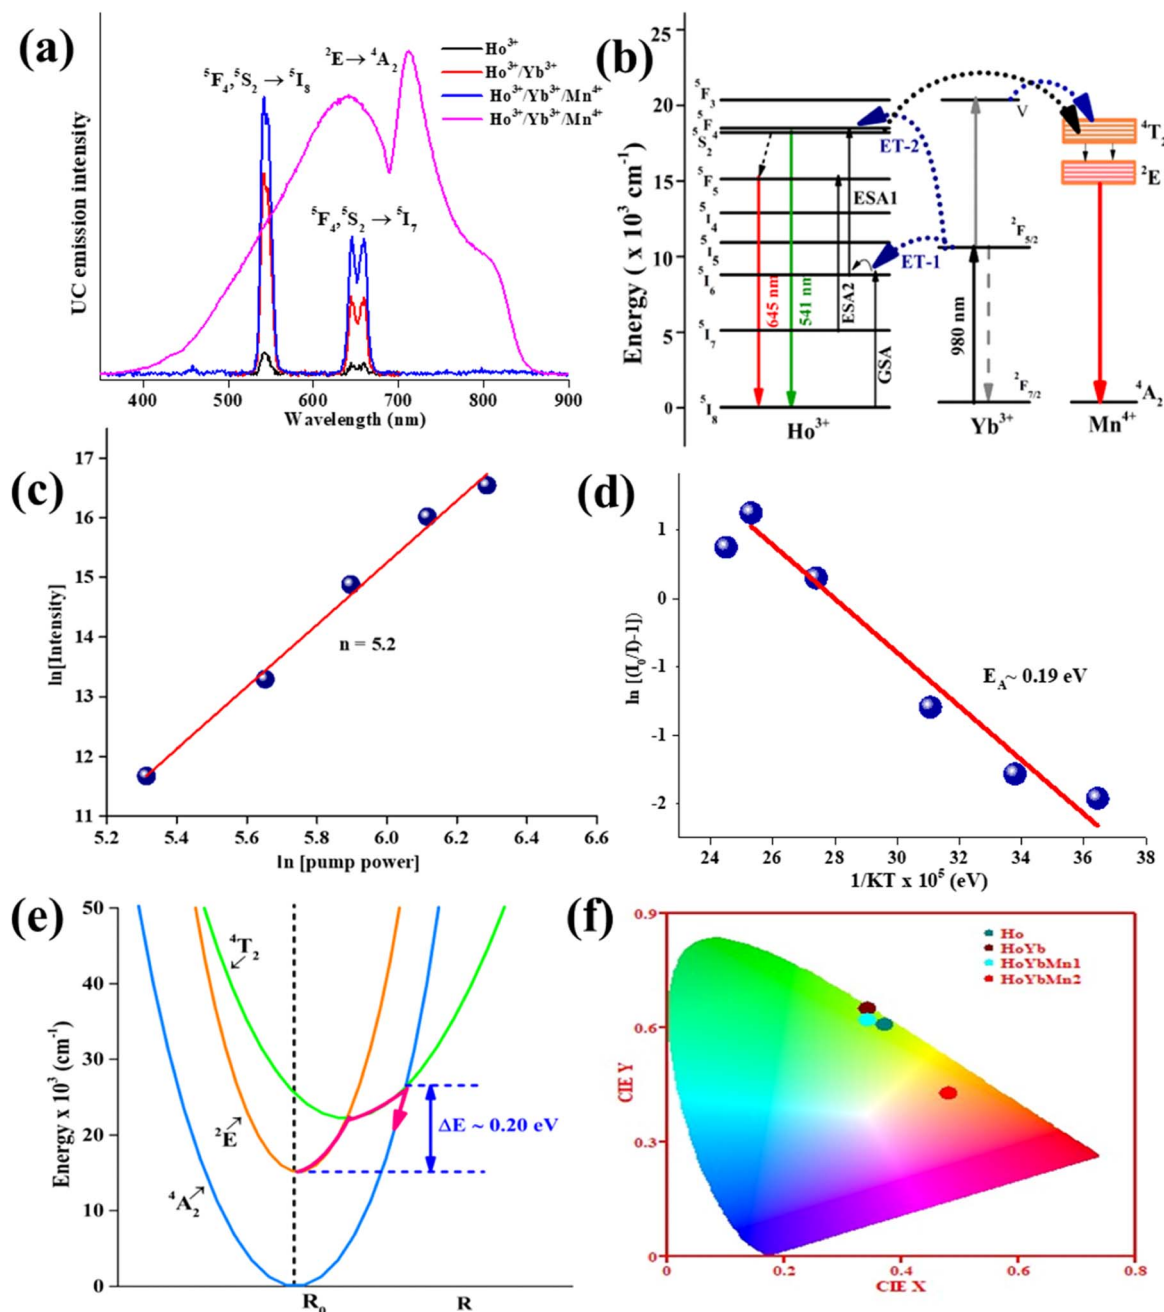 (a)
UC emission intensity
⁵F₄,⁵S₂ → ⁵I₈
²E → ⁴A₂
⁵F₄,⁵S₂ → ⁵I₇
Ho³⁺
Ho³⁺/Yb³⁺
Ho³⁺/Yb³⁺/Mn⁴⁺
Ho³⁺/Yb³⁺/Mn⁴⁺
400 500 600 700 800 900
Wavelength (nm)
(b)
Energy ( x 10³ cm⁻¹)
20
15
10
5
0
⁵F₃
⁵F₄
⁵S₂
⁵F₅
⁵I₄
⁵I₅
⁵I₆
⁵I₇
⁵I₈
645 nm
541 nm
ESA2
ESA1
GSA
ET-2
ET-1
V
²F₅/₂
980 nm
²F₇/₂
⁴T₂
²E
⁴A₂
Ho³⁺
Yb³⁺
Mn⁴⁺
(c)
ln[Intensity]
17
16
15
14
13
12
11
n = 5.2
5.2 5.4 5.6 5.8 6.0 6.2 6.4 6.6
ln [pump power]
(d)
ln [(I₀/I)-1]
1
0
-1
-1
-2
E_A~ 0.19 eV
24 26 28 30 32 34 36 38
1/KT x 10⁵ (eV)
(e)
Energy x 10³ (cm⁻¹)
50
40
30
20
10
0
⁴T₂
²E
⁴A₂
ΔE ~ 0.20 eV
R₀ R
(f)
CIE Y
0.9
0.6
0.3
0
Ho
HoYb
HoYbMn1
HoYbMn2
0.2 0.4 0.6 0.8
CIE X